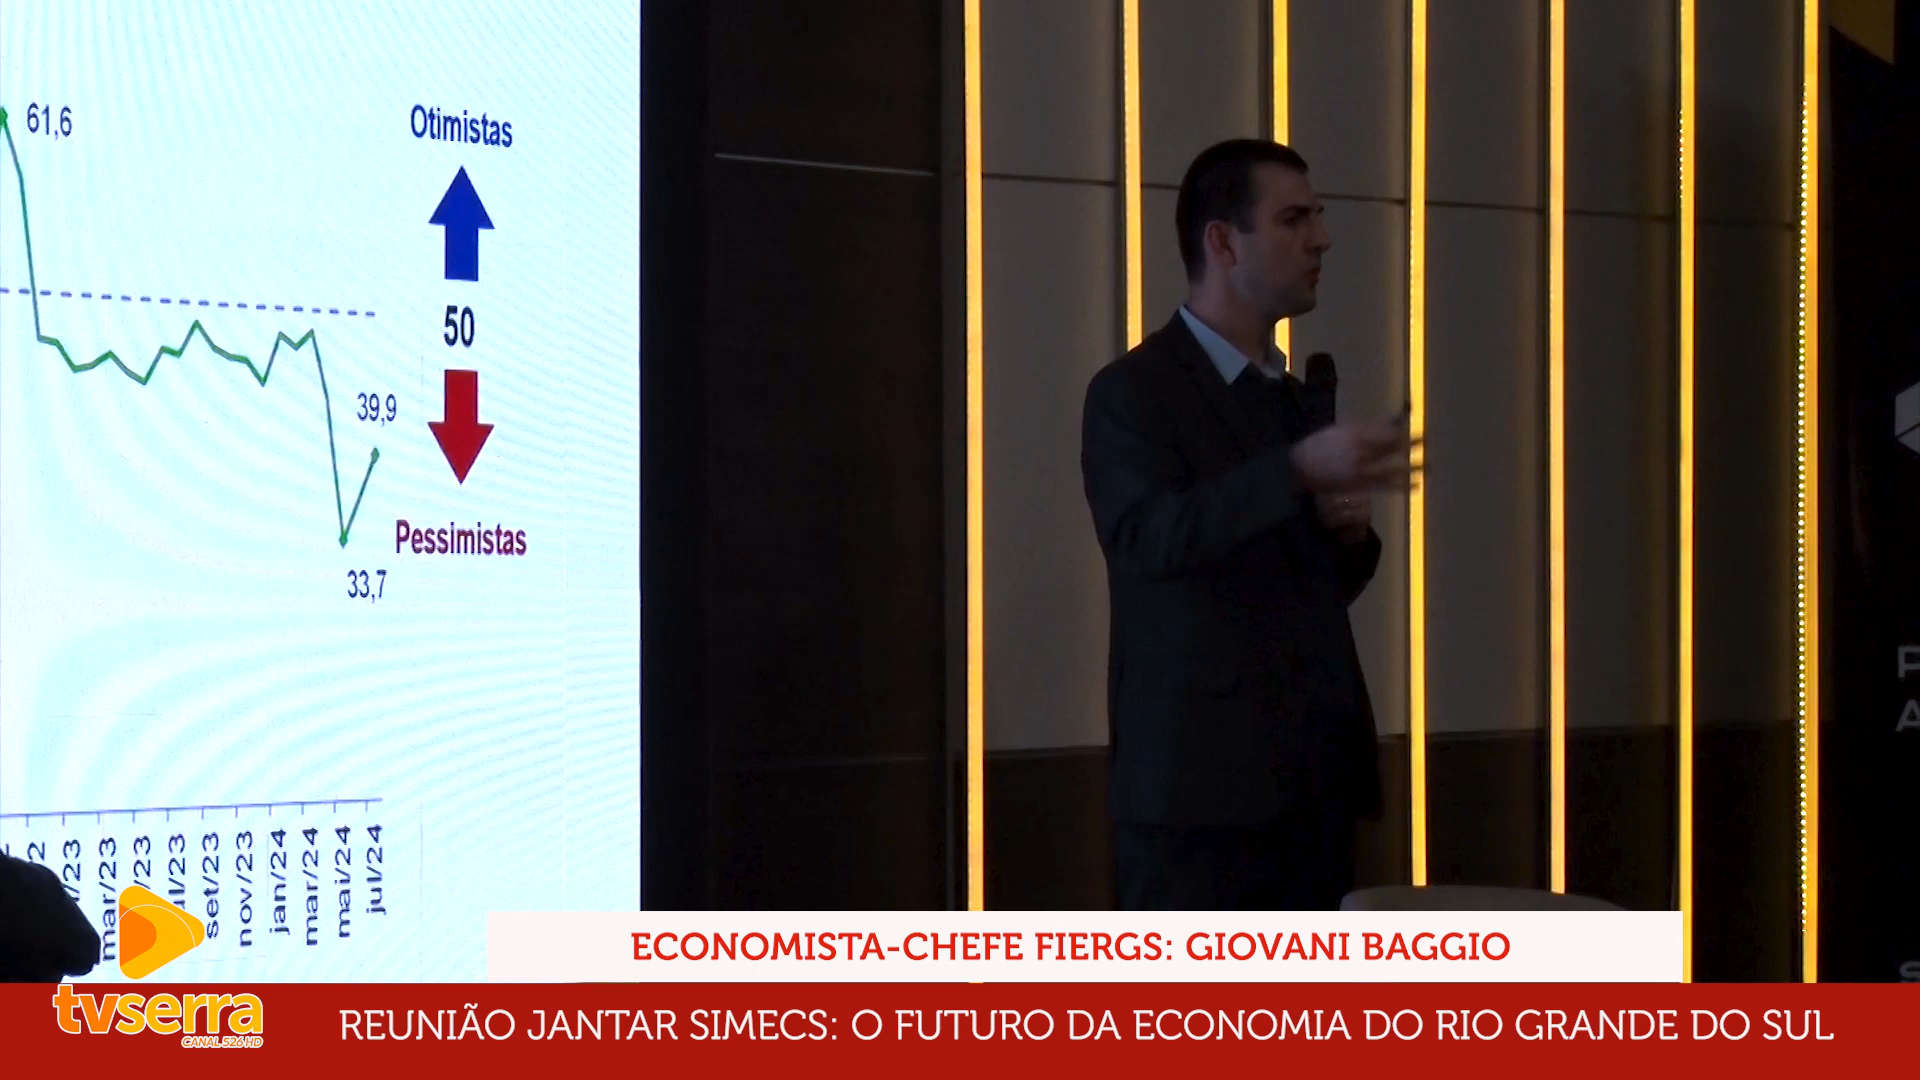 61,6
Otimistas
50
39,9
Pessimistas
33,7
mar/23
set/23
nov/23
jan/24
mar/24
mai/24
jul/24
ECONOMISTA-CHEFE FIERGS: GIOVANI BAGGIO
tvserra
CANAL 526 HD
REUNIÃO JANTAR SIMECS: O FUTURO DA ECONOMIA DO RIO GRANDE DO SUL